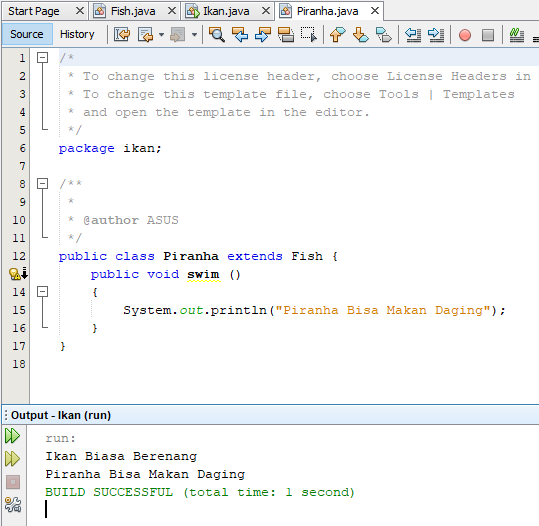 Start Page Fish.java Ikan.java Piranha.java
Source History
1 /*
2 * To change this license header, choose License Headers in
3 * To change this template file, choose Tools | Templates
4 * and open the template in the editor.
5 */
6 package ikan;
7
8 /**
9 *
10 * @author ASUS
11 */
12 public class Piranha extends Fish {
public void swim ()
14 {
15 System.out.println("Piranha Bisa Makan Daging");
16 }
17 }
18
Output - Ikan (run)
run:
Ikan Biasa Berenang
Piranha Bisa Makan Daging
BUILD SUCCESSFUL (total time: 1 second)